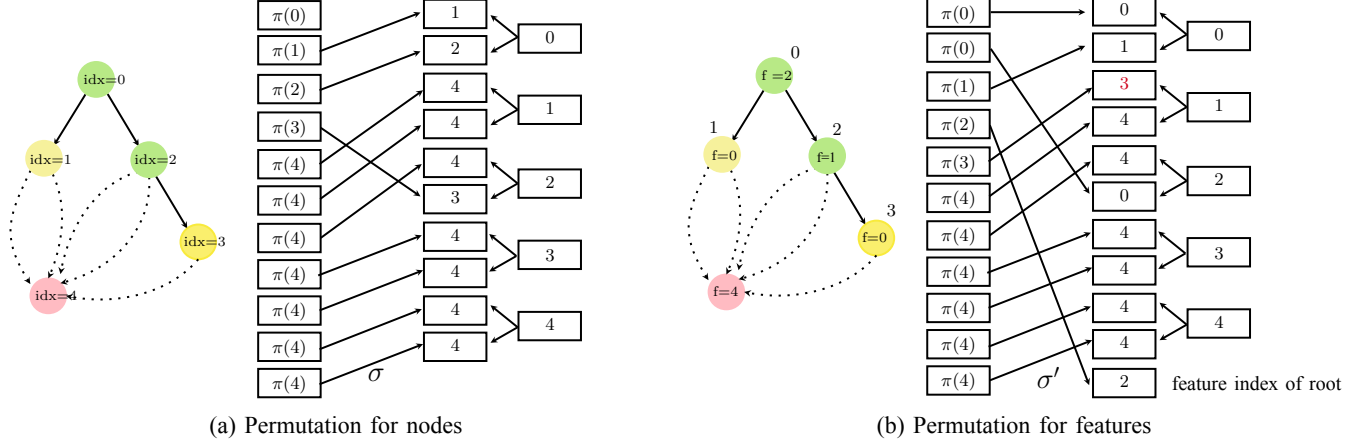 idx=0
idx=1
idx=2
idx=3
idx=4
π(0)
π(1)
π(2)
π(3)
π(4)
π(4)
π(4)
π(4)
π(4)
π(4)
π(4)
1
2
4
4
4
3
4
4
4
4
0
1
2
3
4
σ
(a) Permutation for nodes
0
f =2
1
f=0
2
f=1
3
f=0
f=4
π(0)
π(0)
π(1)
π(2)
π(3)
π(4)
π(4)
π(4)
π(4)
π(4)
π(4)
0
1
3
4
4
0
4
4
4
4
2
0
1
2
3
4
σ′
feature index of root
(b) Permutation for features